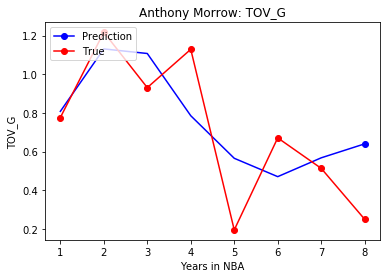 Anthony Morrow: TOV_G
Prediction
True
1.2
1.0
0.8
0.6
0.4
0.2
TOV_G
1 2 3 4 5 6 7 8
Years in NBA